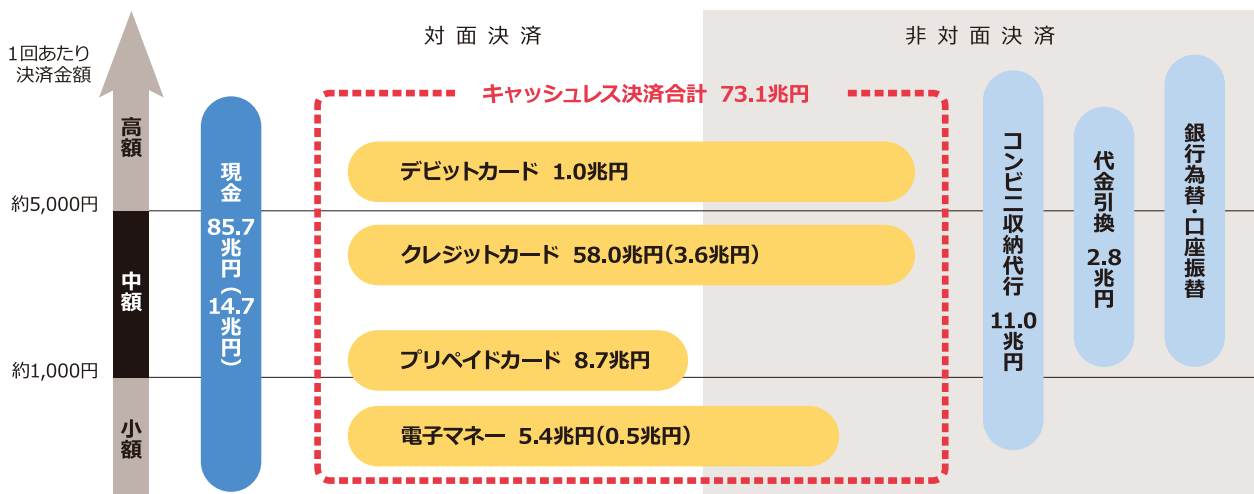 対面決済
非対面決済
1回あたり
決済金額
キャッシュレス決済合計 73.1兆円
高額
約5,000円
中額
約1,000円
小額
現金 85.7兆円(14.7兆円)
デビットカード 1.0兆円
クレジットカード 58.0兆円(3.6兆円)
プリペイドカード 8.7兆円
電子マネー 5.4兆円(0.5兆円)
コンビニ収納代行 11.0兆円
代金引換 2.8兆円
銀行為替・口座振替